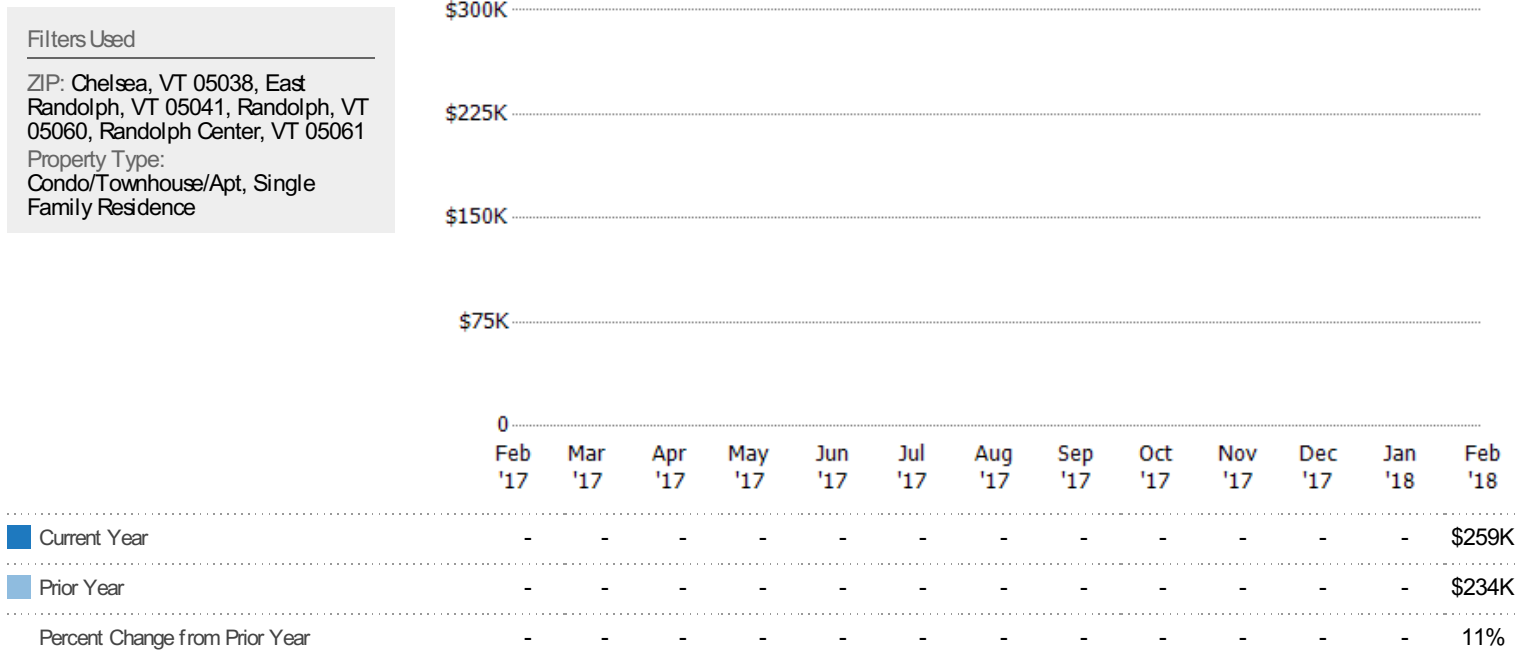 Filters Used
ZIP: Chelsea, VT 05038, East
Randolph, VT 05041, Randolph, VT
05060, Randolph Center, VT 05061
Property Type:
Condo/Townhouse/Apt, Single
Family Residence
$300K
$225K
$150K
$75K
0
Feb Mar Apr May Jun Jul Aug Sep Oct Nov Dec Jan Feb
'17 '17 '17 '17 '17 '17 '17 '17 '17 '17 '17 '18 '18
Current Year - - - - - - - - - - - - $259K
Prior Year - - - - - - - - - - - - $234K
Percent Change from Prior Year - - - - - - - - - - - - 11%